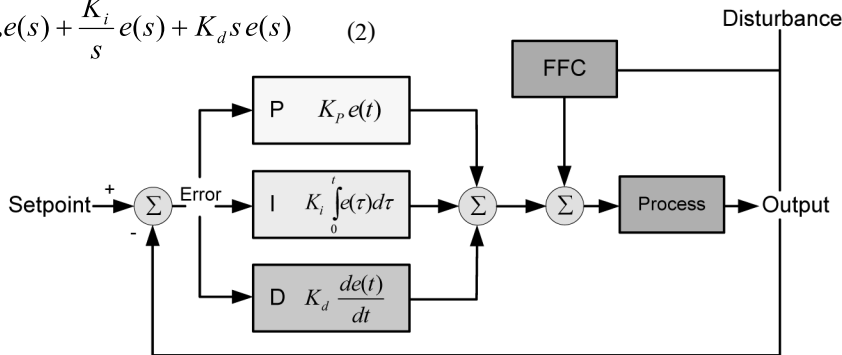 e(s) + K_i/s e(s) + K_d s e(s) (2)
Disturbance
FFC
P K_P e(t)
Setpoint + Σ Error I K_i ∫_0^t e(τ)dτ Σ Σ Process Output
-
D K_d de(t)/dt